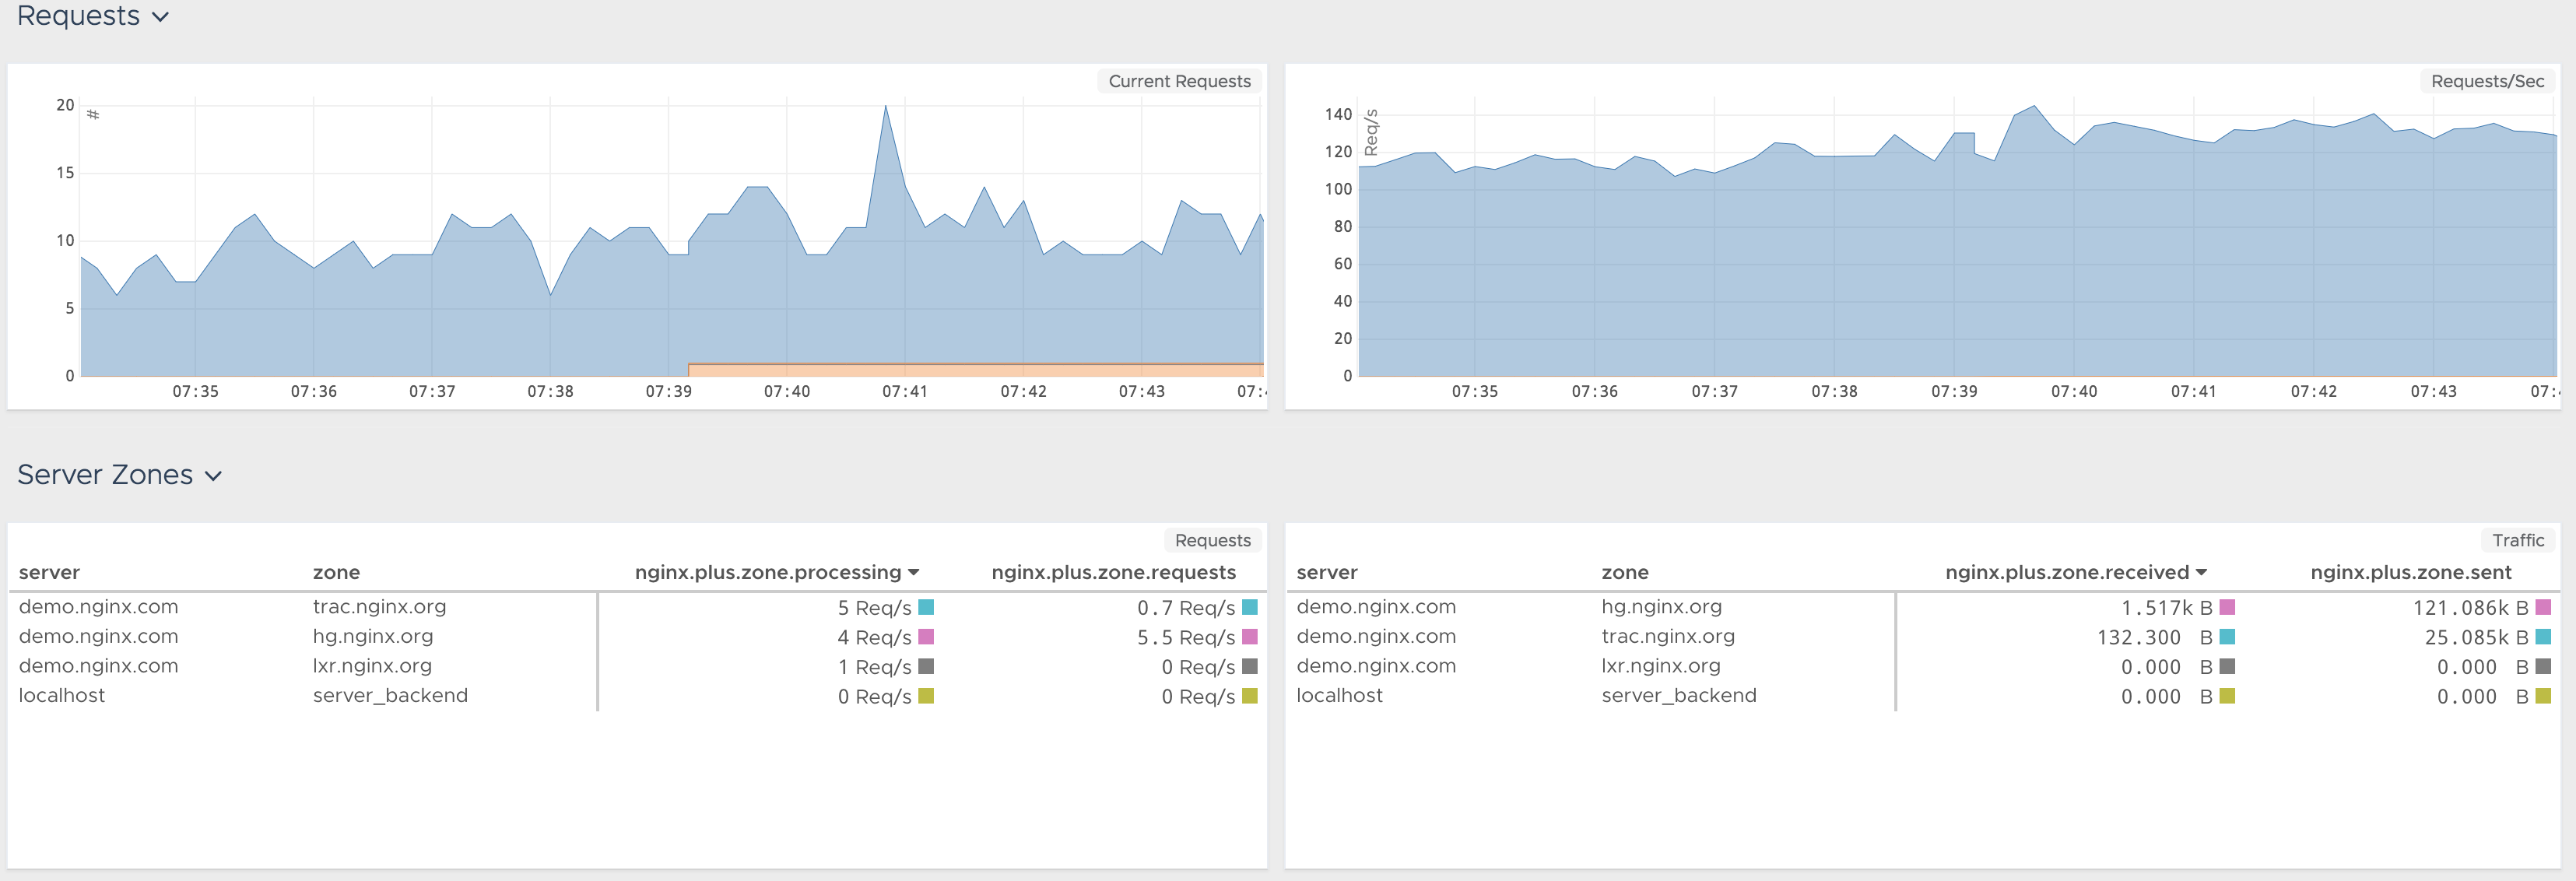 Requests
Current Requests
#
20
15
10
5
0
07:35 07:36 07:37 07:38 07:39 07:40 07:41 07:42 07:43
Requests/Sec
Req/s
140
120
100
80
60
40
20
0
07:35 07:36 07:37 07:38 07:39 07:40 07:41 07:42 07:43
Server Zones
Requests
server zone nginx.plus.zone.processing nginx.plus.zone.requests
demo.nginx.com trac.nginx.org 5 Req/s 0.7 Req/s
demo.nginx.com hg.nginx.org 4 Req/s 5.5 Req/s
demo.nginx.com lxr.nginx.org 1 Req/s 0 Req/s
localhost server_backend 0 Req/s 0 Req/s
Traffic
server zone nginx.plus.zone.received nginx.plus.zone.sent
demo.nginx.com hg.nginx.org 1.517k B 121.086k B
demo.nginx.com trac.nginx.org 132.300 B 25.085k B
demo.nginx.com lxr.nginx.org 0.000 B 0.000 B
localhost server_backend 0.000 B 0.000 B